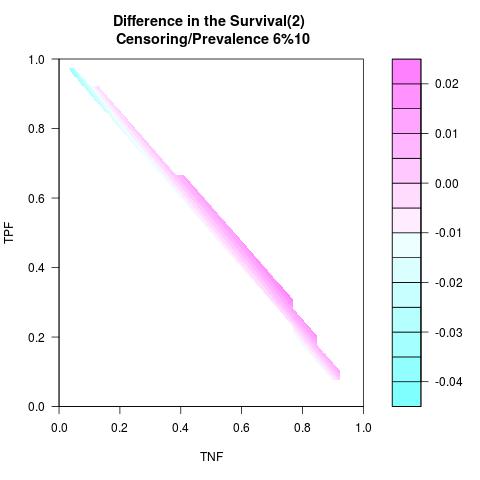 Difference in the Survival(2)
Censoring/Prevalence 6%10
1.0
0.8
0.6
0.4
0.2
0.0
TPF
0.0 0.2 0.4 0.6 0.8 1.0
TNF
0.02
0.01
0.00
-0.01
-0.02
-0.03
-0.04